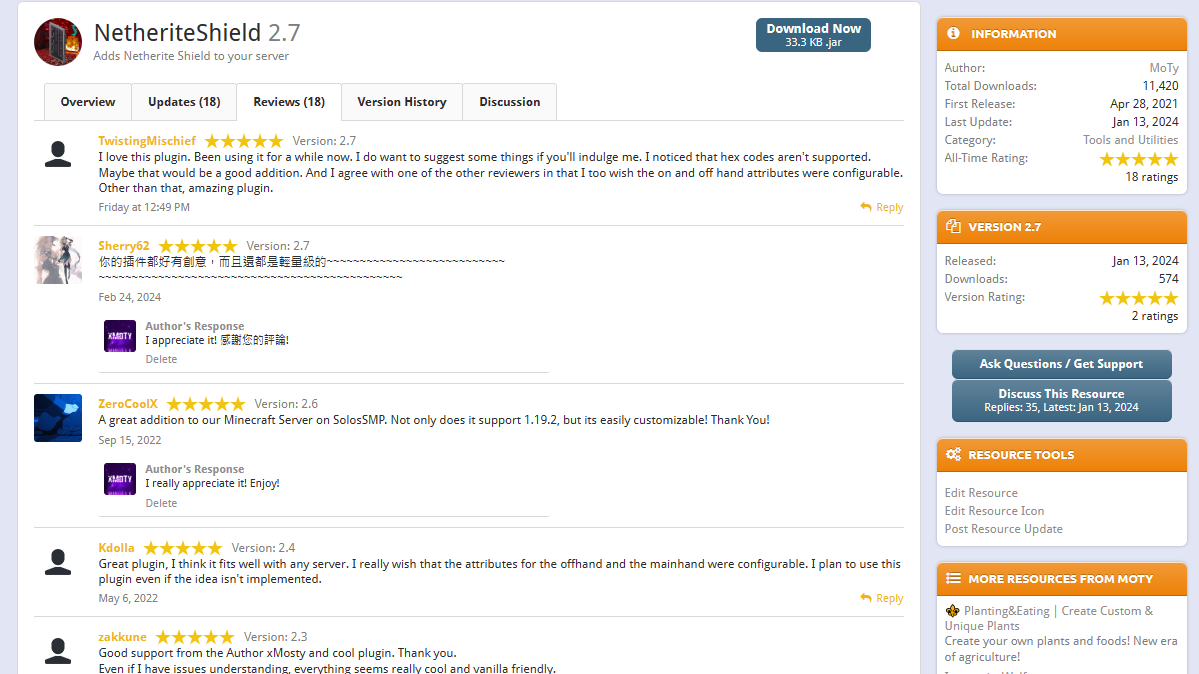 NetheriteShield 2.7
Adds Netherite Shield to your server
Download Now
33.3 KB .jar
Overview
Updates (18)
Reviews (18)
Version History
Discussion
TwistingMischief Version: 2.7
I love this plugin. Been using it for a while now. I do want to suggest some things if you'll indulge me. I noticed that hex codes aren't supported.
Maybe that would be a good addition. And I agree with one of the other reviewers in that I too wish the on and off hand attributes were configurable.
Other than that, amazing plugin.
Friday at 12:49 PM
Reply
Sherry62 Version: 2.7
你的插件都好有創意，而且還都是輕量級的~~~~~~~~~~~~~~~~~~~~~~~~~~~
~~~~~~~~~~~~~~~~~~~~~~~~~~~~~~~~~~~~~~~~~~~~~~
Feb 24, 2024
XMOTY
Author's Response
I appreciate it! 感謝您的評論!
Delete
ZeroCoolX Version: 2.6
A great addition to our Minecraft Server on SolosSMP. Not only does it support 1.19.2, but its easily customizable! Thank You!
Sep 15, 2022
XMOTY
Author's Response
I really appreciate it! Enjoy!
Delete
Kdolla Version: 2.4
Great plugin, I think it fits well with any server. I really wish that the attributes for the offhand and the mainhand were configurable. I plan to use this
plugin even if the idea isn't implemented.
May 6, 2022
Reply
zakkune Version: 2.3
Good support from the Author xMosty and cool plugin. Thank you.
Even if I have issues understanding, everything seems really cool and vanilla friendly.
INFORMATION
Author: MoTy
Total Downloads: 11,420
First Release: Apr 28, 2021
Last Update: Jan 13, 2024
Category: Tools and Utilities
All-Time Rating:
18 ratings
VERSION 2.7
Released: Jan 13, 2024
Downloads: 574
Version Rating:
2 ratings
Ask Questions / Get Support
Discuss This Resource
Replies: 35, Latest: Jan 13, 2024
RESOURCE TOOLS
Edit Resource
Edit Resource Icon
Post Resource Update
MORE RESOURCES FROM MOTY
Planting&Eating | Create Custom &
Unique Plants
Create your own plants and foods! New era
of agriculture!